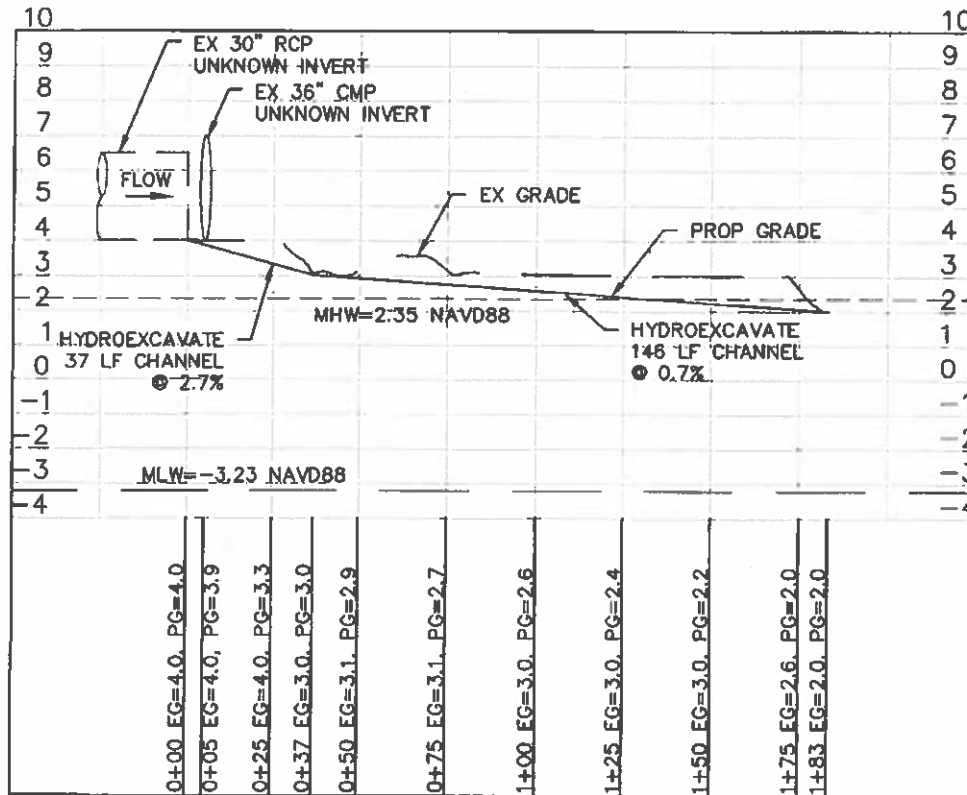 10
9
8
7
6
5
4
3
2
1
0
-1
-2
-3
-4
10
9
8
7
6
5
4
3
2
1
0
EX 30" RCP
UNKNOWN INVERT
EX 36" CMP
UNKNOWN INVERT
FLOW
EX GRADE
PROP GRADE
MHW=2.35 NAVD88
HYDROEXCAVATE
37 LF CHANNEL
@ 2.7%
HYDROEXCAVATE
146 LF CHANNEL
@ 0.7%
MLW=-3.23 NAVD88
0+00 EG=4.0, PG=4.0
0+05 EG=4.0, PG=3.9
0+25 EG=4.0, PG=3.3
0+37 EG=3.0, PG=3.0
0+50 EG=3.1, PG=2.9
0+75 EG=3.1, PG=2.7
1+00 EG=3.0, PG=2.6
1+25 EG=3.0, PG=2.4
1+50 EG=3.0, PG=2.2
1+75 EG=2.6, PG=2.0
1+83 EG=2.0, PG=2.0